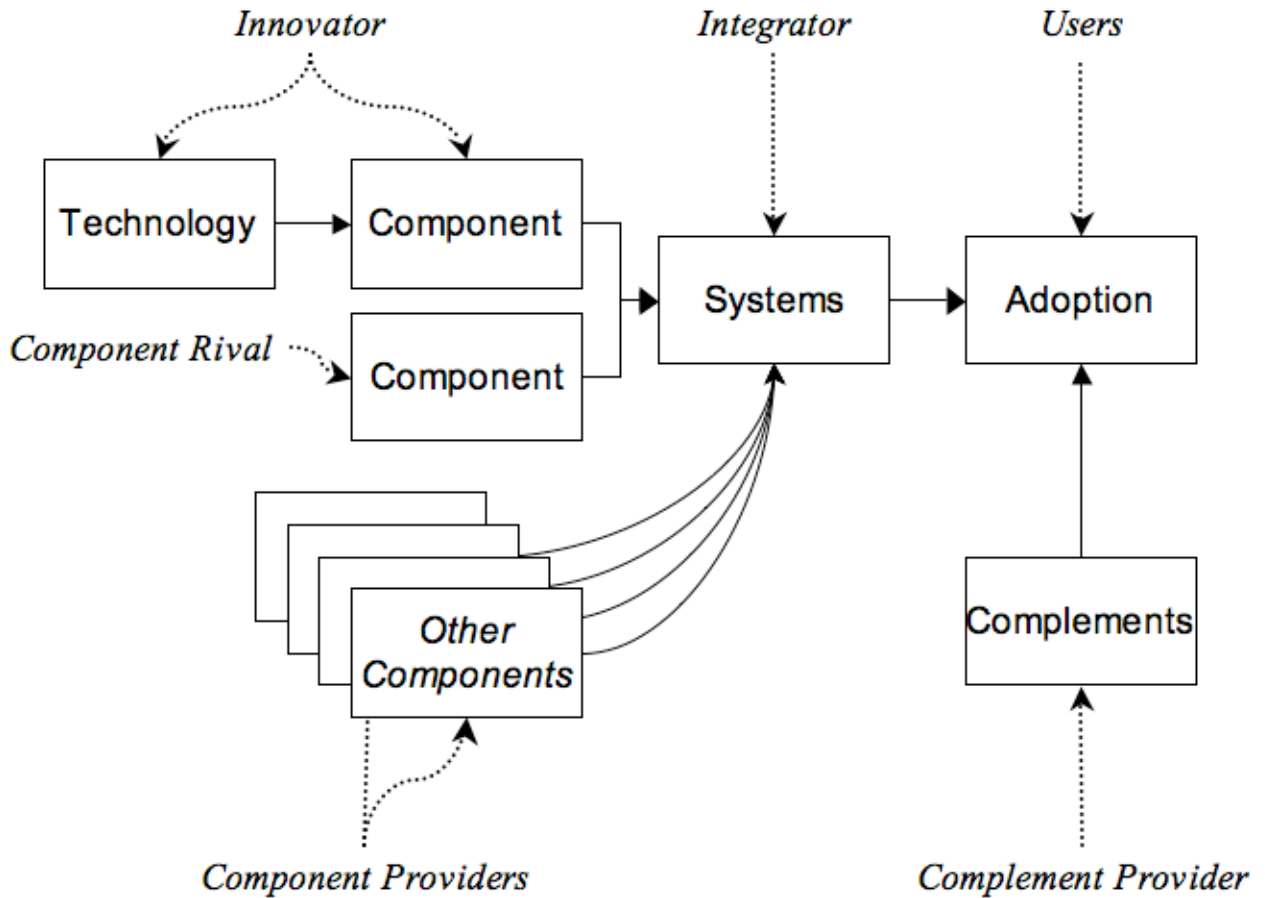 Innovator
Integrator
Users
Technology
Component
Systems
Adoption
Component Rival
Component
Other
Components
Complements
Component Providers
Complement Provider